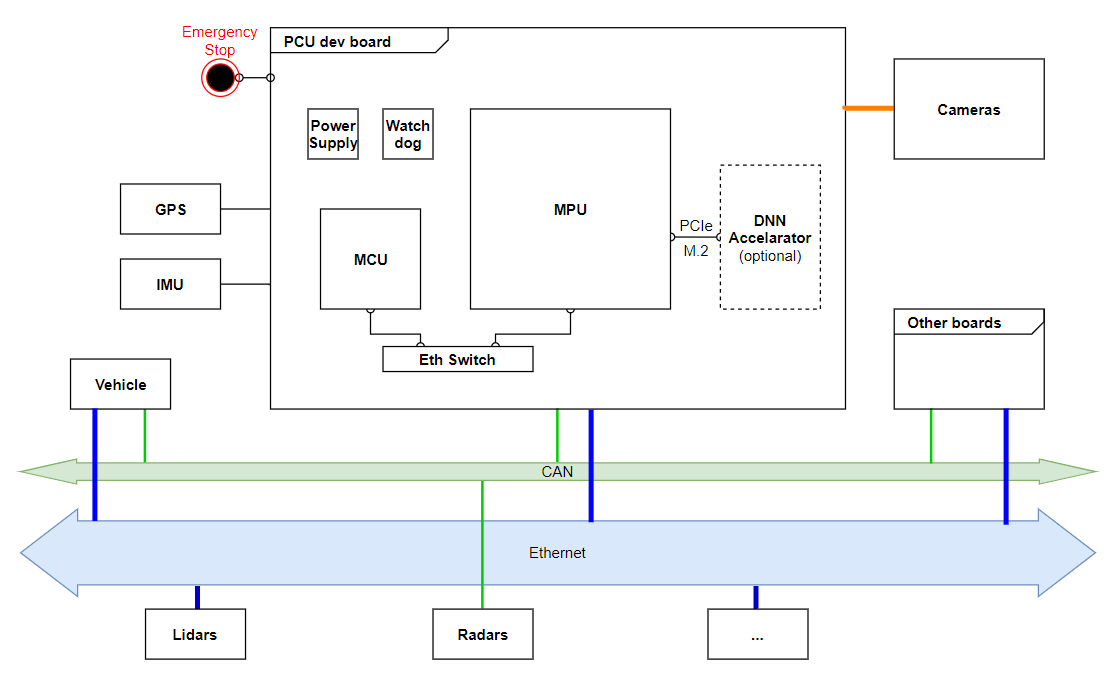 Emergency
Stop
PCU dev board
Cameras
Power
Supply
Watch
dog
GPS
MPU
DNN
Accelarator
(optional)
PCIe
M.2
MCU
IMU
Other boards
Eth Switch
Vehicle
CAN
Ethernet
Lidars
Radars
...